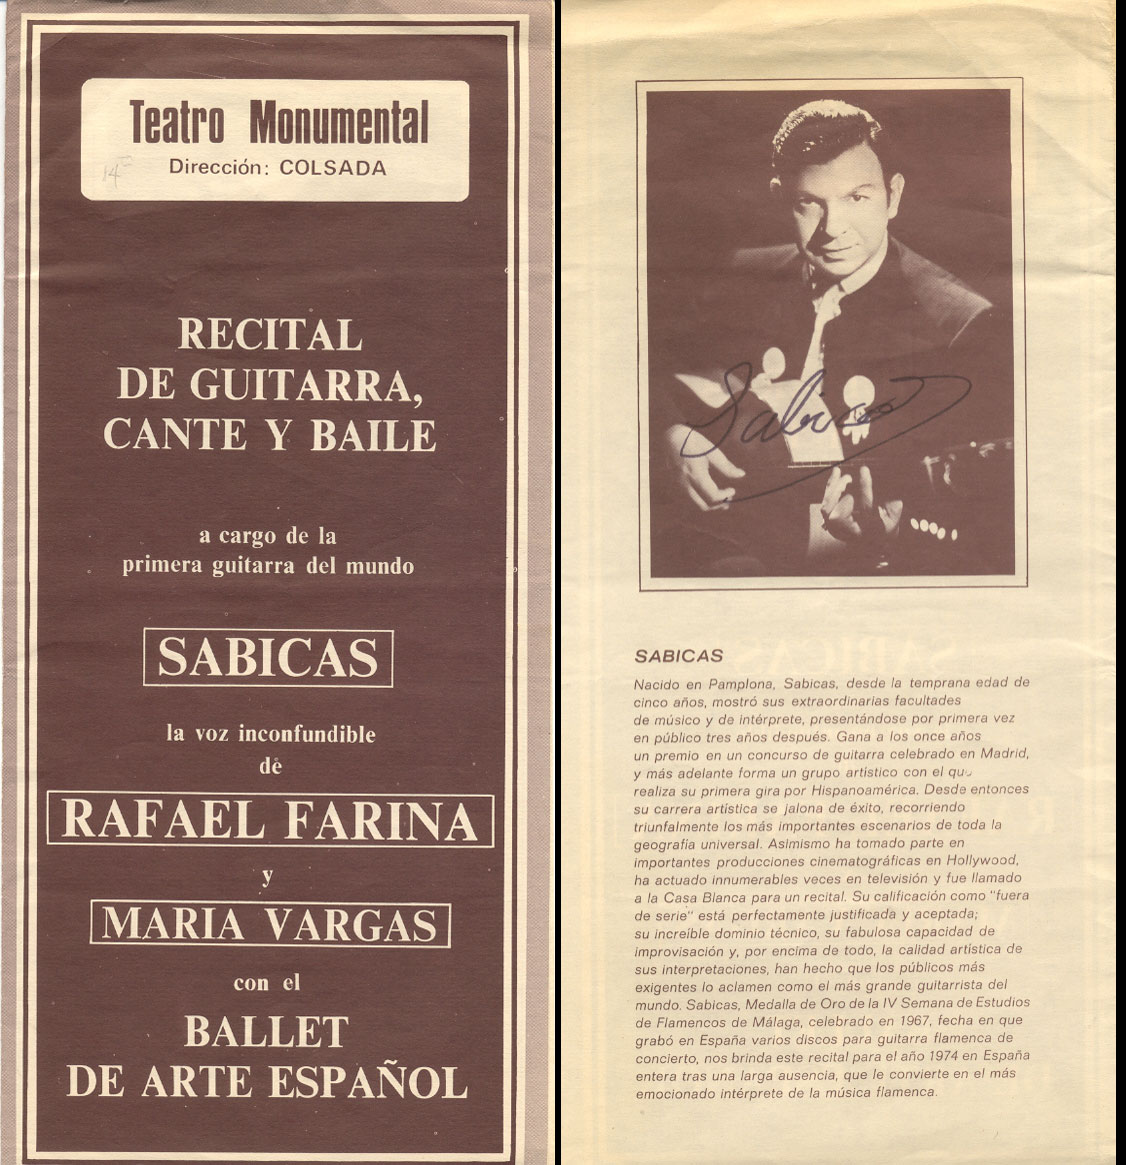 Teatro Monumental
Dirección: COLSADA
14
RECITAL
DE GUITARRA,
CANTE Y BAILE
a cargo de la
primera guitarra del mundo
SABICAS
la voz inconfundible
de
RAFAEL FARINA
y
MARIA VARGAS
con el
BALLET
DE ARTE ESPAÑOL
Sabicas
SABICAS
Nacido en Pamplona, Sabicas, desde la temprana edad de
cinco años, mostró sus extraordinarias facultades
de músico y de intérprete, presentándose por primera vez
en público tres años después. Gana a los once años
un premio en un concurso de guitarra celebrado en Madrid,
y más adelante forma un grupo artístico con el que
realiza su primera gira por Hispanoamérica. Desde entonces
su carrera artística se jalona de éxito, recorriendo
triunfalmente los más importantes escenarios de toda la
geografía universal. Asimismo ha tomado parte en
importantes producciones cinematográficas en Hollywood,
ha actuado innumerables veces en televisión y fue llamado
a la Casa Blanca para un recital. Su calificación como "fuera
de serie" está perfectamente justificada y aceptada;
su increíble dominio técnico, su fabulosa capacidad de
improvisación y, por encima de todo, la calidad artística de
sus interpretaciones, han hecho que los públicos más
exigentes lo aclamen como el más grande guitarrista del
mundo. Sabicas, Medalla de Oro de la IV Semana de Estudios
de Flamencos de Málaga, celebrado en 1967, fecha en que
grabó en España varios discos para guitarra flamenca de
concierto, nos brinda este recital para el año 1974 en España
entera tras una larga ausencia, que le convierte en el más
emocionado intérprete de la música flamenca.